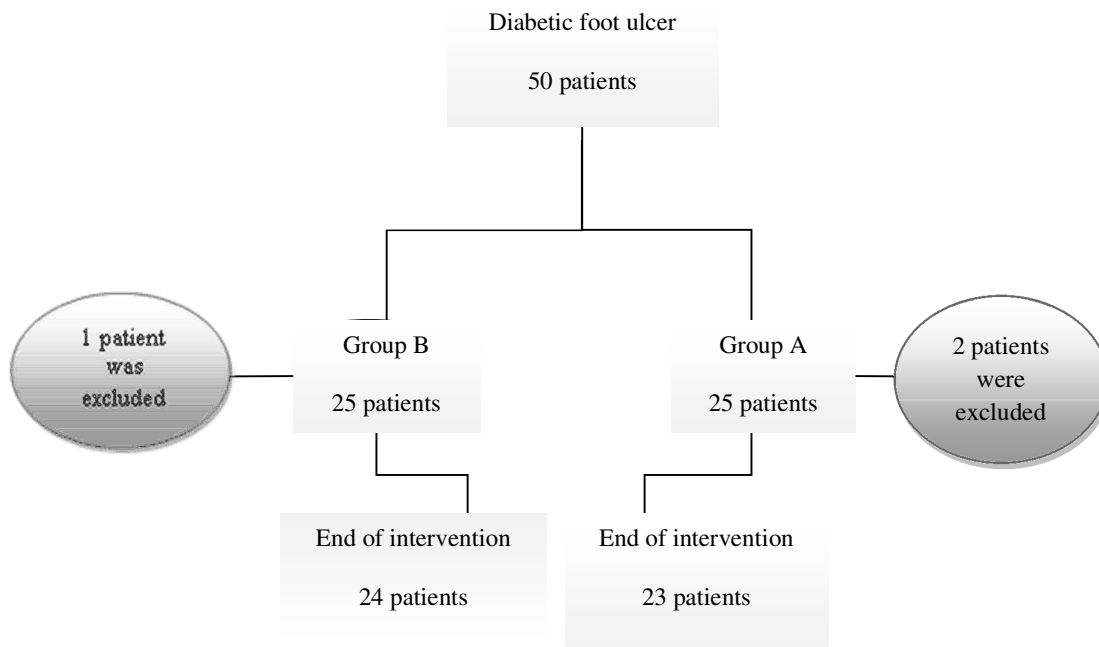 Diabetic foot ulcer
50 patients
1 patient
was
excluded
Group B
25 patients
Group A
25 patients
2 patients
were
excluded
End of intervention
24 patients
End of intervention
23 patients